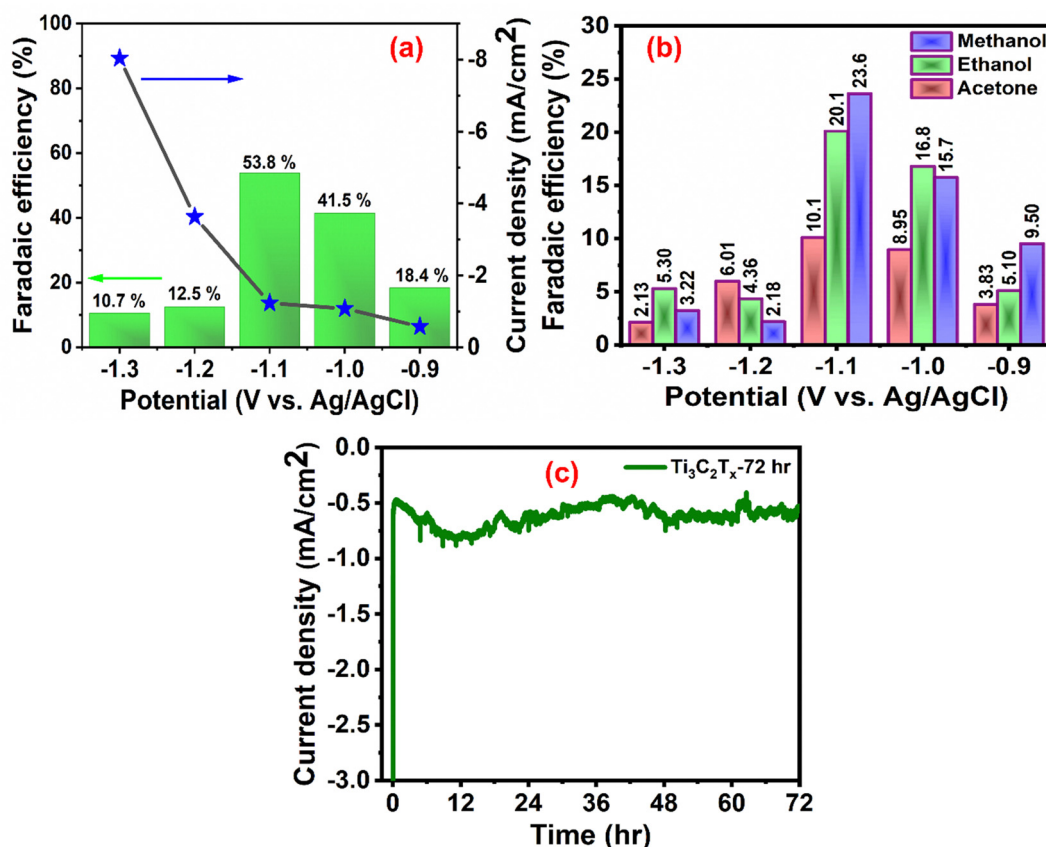 (a)
Faradaic efficiency (%)
100
80
60
40
20
0
10.7 %
12.5 %
53.8 %
41.5 %
18.4 %
-8
-6
-4
-2
0
Current density (mA/cm²)
-1.3 -1.2 -1.1 -1.0 -0.9
Potential (V vs. Ag/AgCl)
(b)
Faradaic efficiency (%)
30
25
20
15
10
5
0
Methanol
Ethanol
Acetone
2.13 5.30 3.22
6.01 4.36 2.18
10.1 20.1 23.6
8.95 16.8 15.7
3.83 5.10 9.50
-1.3 -1.2 -1.1 -1.0 -0.9
Potential (V vs. Ag/AgCl)
(c)
Ti₃C₂Tₓ-72 hr
Current density (mA/cm²)
0.0
-0.5
-1.0
-1.5
-2.0
-2.5
-3.0
0 12 24 36 48 60 72
Time (hr)